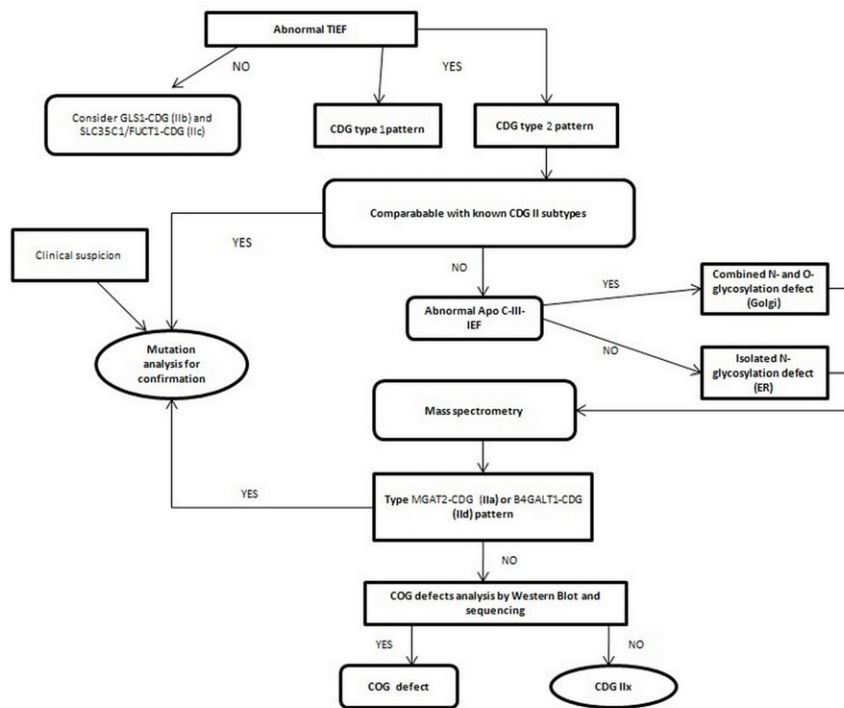 Abnormal TIEF
NO
YES
Consider GLS1-CDG (IIb) and
SLC35C1/FUCT1-CDG (IIc)
CDG type 1pattern
CDG type 2 pattern
Comparabable with known CDG II subtypes
YES
Clinical suspicion
NO
Abnormal Apo C-III-
IEF
YES
Combined N- and O-
glycosylation defect
(Golgi)
NO
Isolated N-
glycosylation defect
(ER)
Mutation
analysis for
confirmation
Mass spectrometry
YES
Type MGAT2-CDG (IIa) or B4GALT1-CDG
(IId) pattern
NO
COG defects analysis by Western Blot and
sequencing
YES
NO
COG defect
CDG IIx